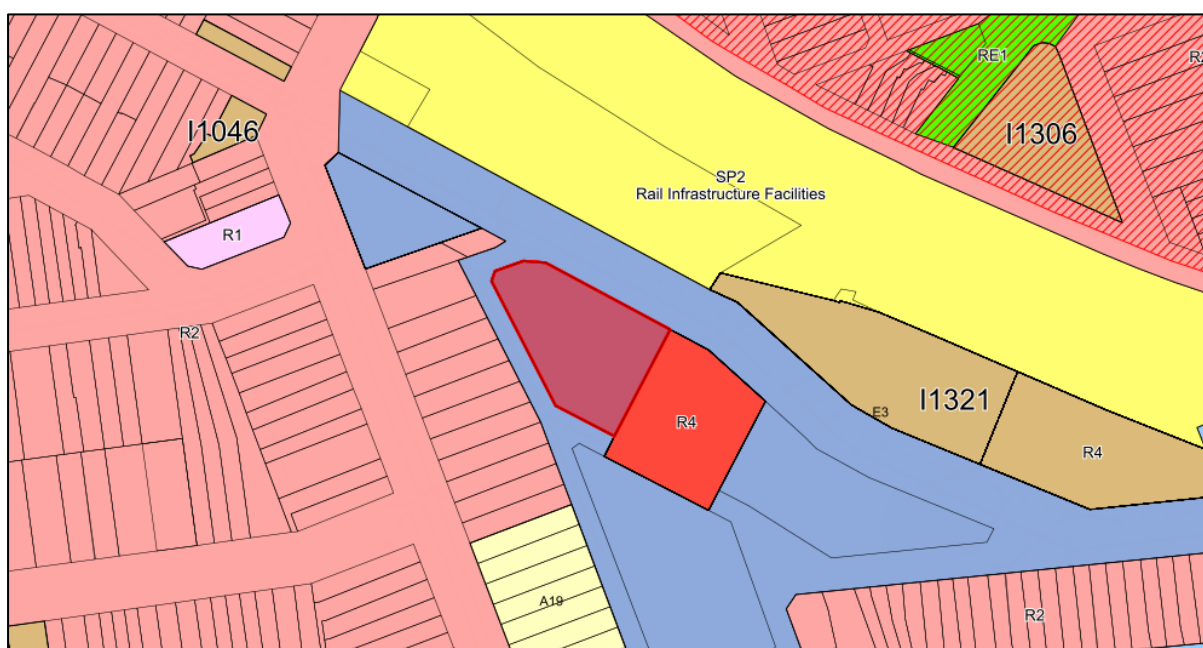 RE1
R2
I1046
I1306
SP2
Rail Infrastructure Facilities
R1
R2
I1321
E3
R4
R4
A19
R2